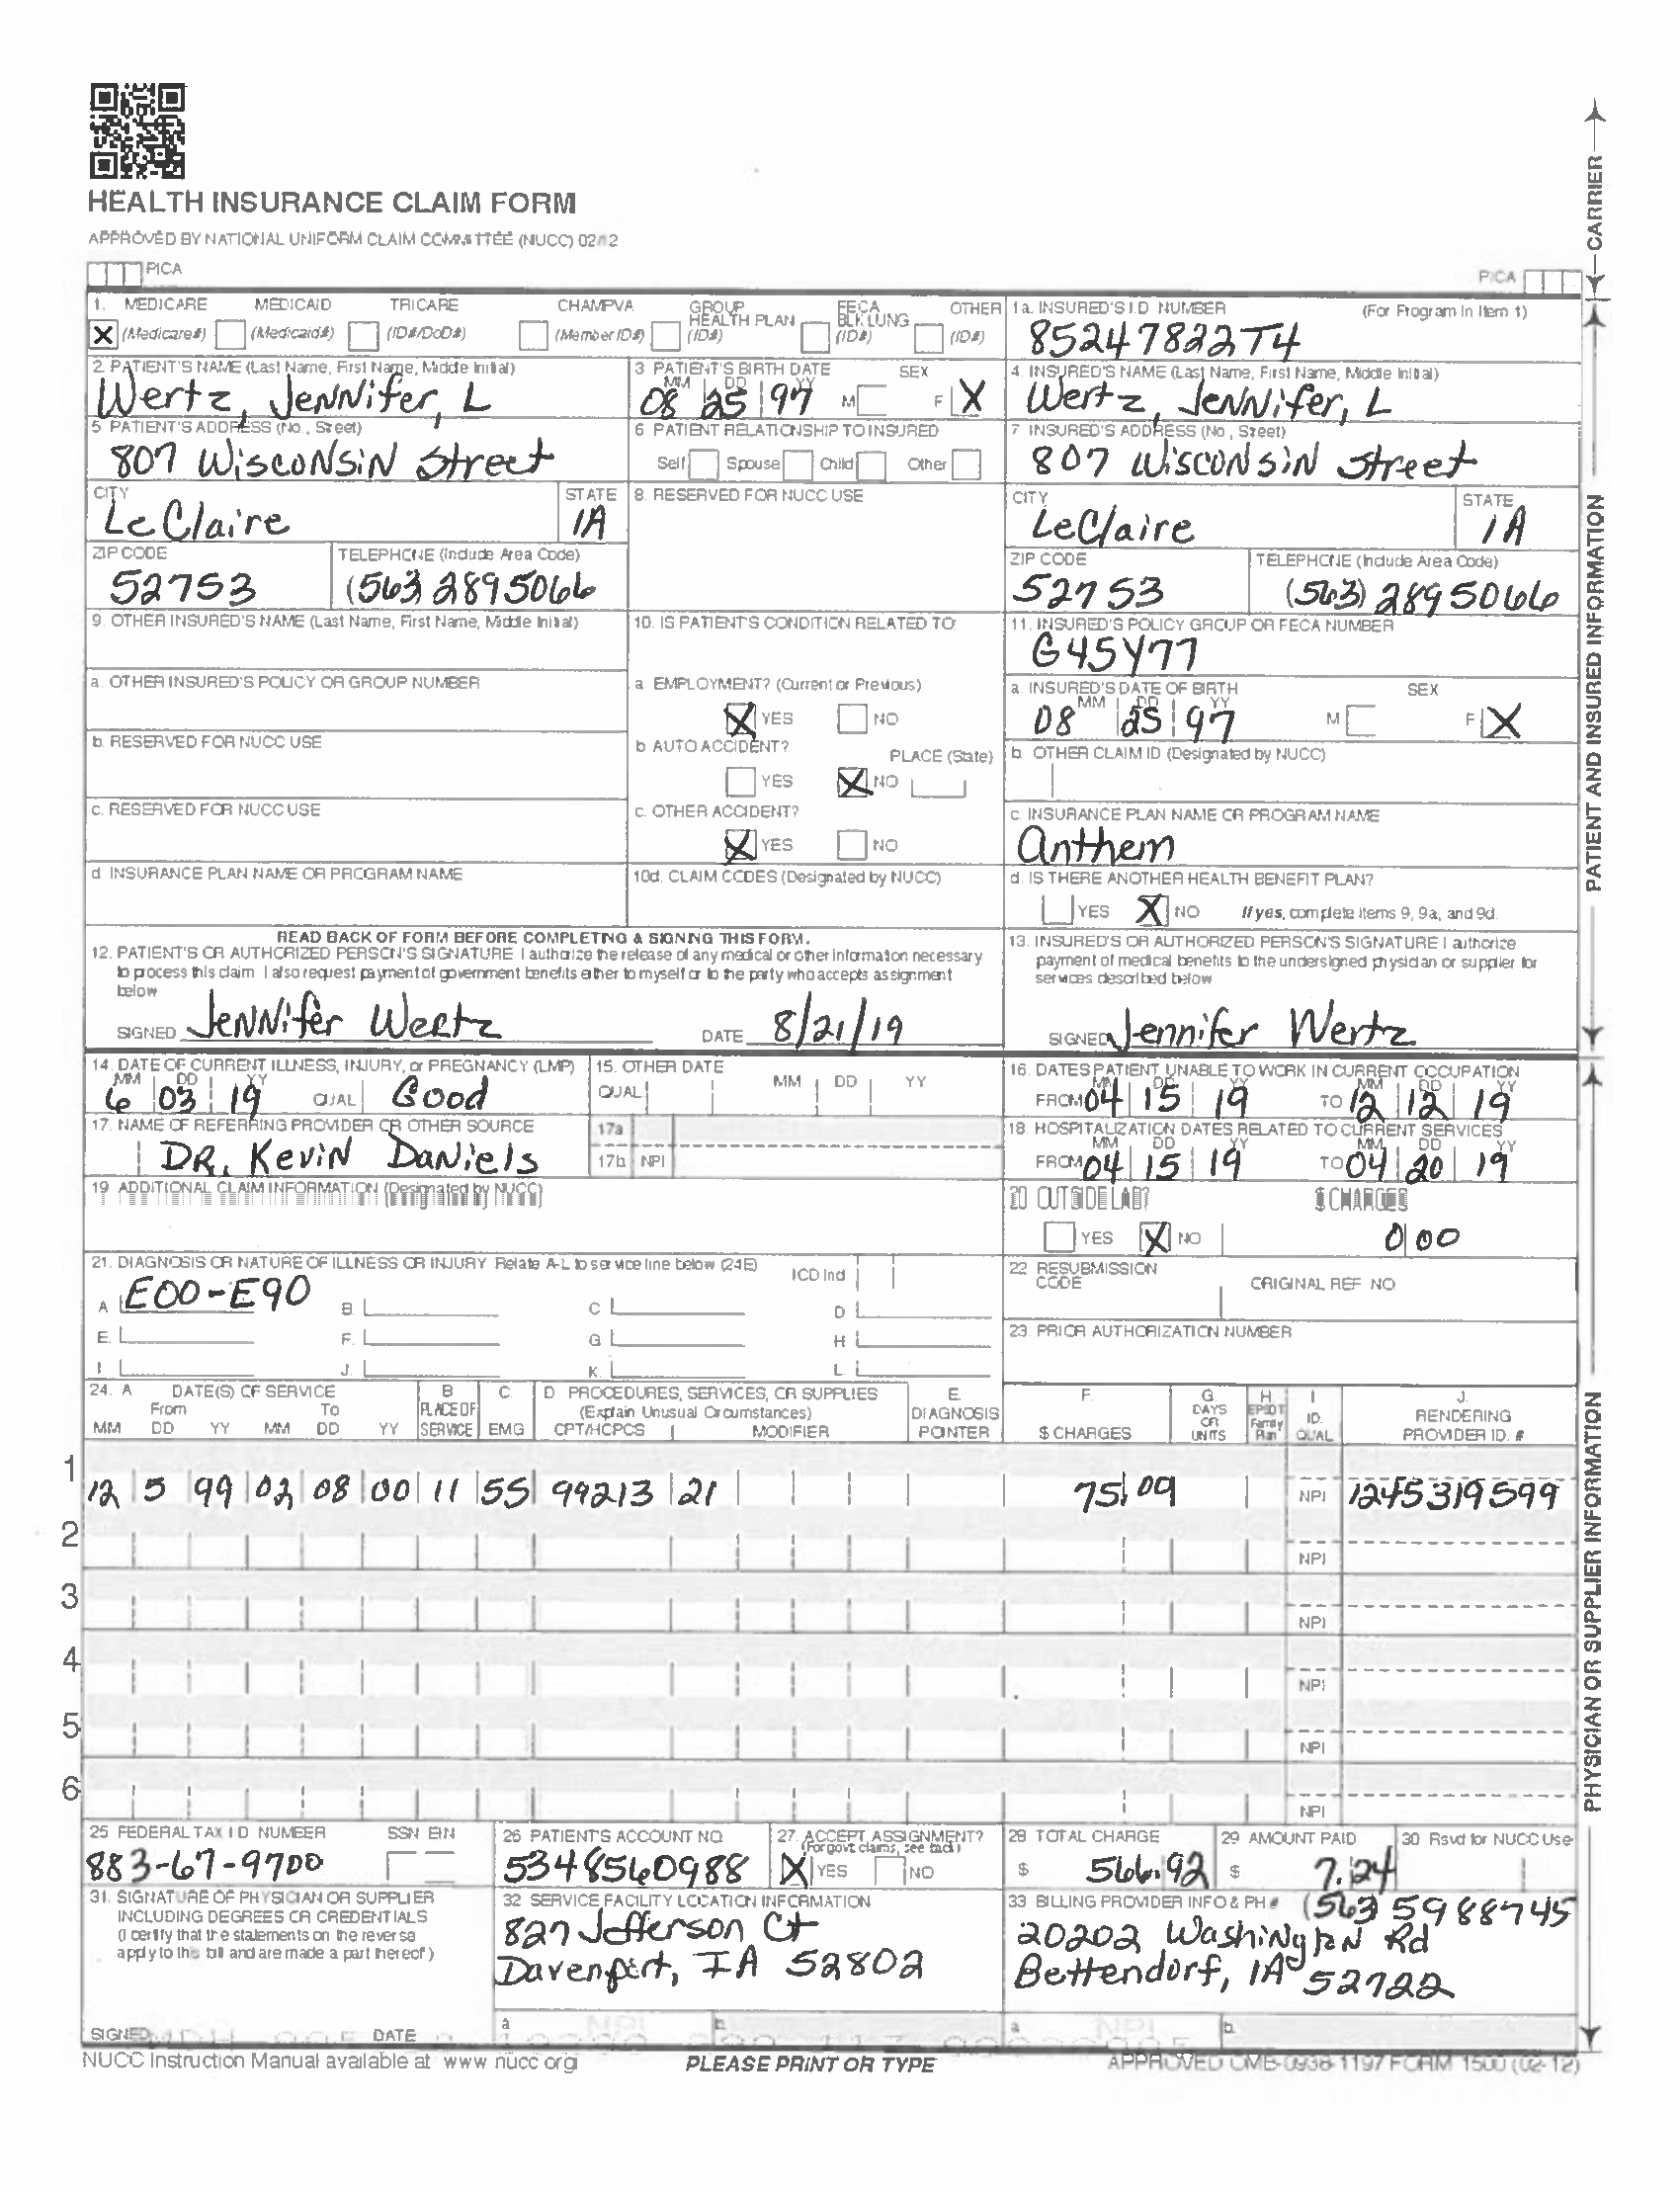 HEALTH INSURANCE CLAIM FORM
APPROVED BY NATIONAL UNIFORM CLAIM COMMITTEE (NUCC) 02/12
PICA PICA
CARRIER
1. MEDICARE MEDICAID TRICARE CHAMPVA GROUP HEALTH PLAN FECA BLK LUNG OTHER
X (Medicare#) (Medicaid#) (ID#/DoD#) (Member ID#) (ID#) (ID#) (ID#)
1a. INSURED'S I.D. NUMBER (For Program in Item 1)
85247822T4
2. PATIENT'S NAME (Last Name, First Name, Middle Initial)
Wertz, Jennifer, L
3. PATIENT'S BIRTH DATE SEX
MM DD YY
08 25 97 M F X
4. INSURED'S NAME (Last Name, First Name, Middle Initial)
Wertz, Jennifer, L
5. PATIENT'S ADDRESS (No., Street)
807 Wisconsin Street
6. PATIENT RELATIONSHIP TO INSURED
Self Spouse Child Other
7. INSURED'S ADDRESS (No., Street)
807 Wisconsin Street
CITY STATE
LeClaire IA
8. RESERVED FOR NUCC USE
CITY STATE
LeClaire IA
ZIP CODE TELEPHONE (Include Area Code)
52753 (563 2895066
ZIP CODE TELEPHONE (Include Area Code)
52753 (563) 2895066
9. OTHER INSURED'S NAME (Last Name, First Name, Middle Initial)
10. IS PATIENT'S CONDITION RELATED TO:
11. INSURED'S POLICY GROUP OR FECA NUMBER
G45Y77
a. OTHER INSURED'S POLICY OR GROUP NUMBER
a. EMPLOYMENT? (Current or Previous)
X YES NO
a. INSURED'S DATE OF BIRTH SEX
MM DD YY
08 25 97 M F X
b. RESERVED FOR NUCC USE
b. AUTO ACCIDENT? PLACE (State)
YES X NO
b. OTHER CLAIM ID (Designated by NUCC)
c. RESERVED FOR NUCC USE
c. OTHER ACCIDENT?
X YES NO
c. INSURANCE PLAN NAME OR PROGRAM NAME
Anthem
d. INSURANCE PLAN NAME OR PROGRAM NAME
10d. CLAIM CODES (Designated by NUCC)
d. IS THERE ANOTHER HEALTH BENEFIT PLAN?
YES X NO If yes, complete items 9, 9a, and 9d.
READ BACK OF FORM BEFORE COMPLETING & SIGNING THIS FORM.
12. PATIENT'S OR AUTHORIZED PERSON'S SIGNATURE I authorize the release of any medical or other information necessary
to process this claim. I also request payment of government benefits either to myself or to the party who accepts assignment
below
SIGNED Jennifer Wertz DATE 8/21/19
13. INSURED'S OR AUTHORIZED PERSON'S SIGNATURE I authorize
payment of medical benefits to the undersigned physician or supplier for
services described below
SIGNED Jennifer Wertz
PATIENT AND INSURED INFORMATION
14. DATE OF CURRENT ILLNESS, INJURY, or PREGNANCY (LMP)
MM DD YY
6 03 19 QUAL Good
15. OTHER DATE
QUAL MM DD YY
16. DATES PATIENT UNABLE TO WORK IN CURRENT OCCUPATION
MM DD YY MM DD YY
FROM 04 15 19 TO 12 12 19
17. NAME OF REFERRING PROVIDER OR OTHER SOURCE
DR. Kevin Daniels
17a
17b NPI
18. HOSPITALIZATION DATES RELATED TO CURRENT SERVICES
MM DD YY MM DD YY
FROM 04 15 19 TO 04 20 19
19. ADDITIONAL CLAIM INFORMATION (Designated by NUCC)
20 OUTSIDE LAB? $ CHARGES
YES X NO 0 00
21. DIAGNOSIS OR NATURE OF ILLNESS OR INJURY Relate A-L to service line below (24E) ICD Ind
A E00-E90 B. C D
E. F. G H
I. J. K. L.
22 RESUBMISSION CODE ORIGINAL REF NO
23. PRIOR AUTHORIZATION NUMBER
24. A DATE(S) OF SERVICE B C. D PROCEDURES, SERVICES, OR SUPPLIES E. F. G. H I J.
From To PLACE OF (Explain Unusual Circumstances) DIAGNOSIS DAYS OR EPSDT Family ID. RENDERING
MM DD YY MM DD YY SERVICE EMG CPT/HCPCS MODIFIER POINTER $ CHARGES UNITS Plan QUAL PROVIDER ID. #
1
12 5 99 02 08 00 11 55 99213 21 75 09 NPI 1245319599
2
NPI
3
NPI
4
NPI
5
NPI
6
NPI
PHYSICIAN OR SUPPLIER INFORMATION
25 FEDERAL TAX I D NUMBER SSN EIN
883-67-9700
26 PATIENT'S ACCOUNT NO
5348560988
27. ACCEPT ASSIGNMENT?
(For govt claims, see back)
X YES NO
28 TOTAL CHARGE
$ 566.92
29 AMOUNT PAID
$ 7.24
30 Rsvd for NUCC Use
31. SIGNATURE OF PHYSICIAN OR SUPPLIER
INCLUDING DEGREES OR CREDENTIALS
(I certify that the statements on the reverse
apply to this bill and are made a part thereof)
SIGNED DATE
32 SERVICE FACILITY LOCATION INFORMATION
827 Jefferson Ct
Davenport, IA 52802
a NPI b
33 BILLING PROVIDER INFO & PH # (563 5988745
20202 Washington Rd
Bettendorf, IA 52722
a NPI b
NUCC Instruction Manual available at www nucc org PLEASE PRINT OR TYPE APPROVED OMB-0938-1197 FORM 1500 (02-12)